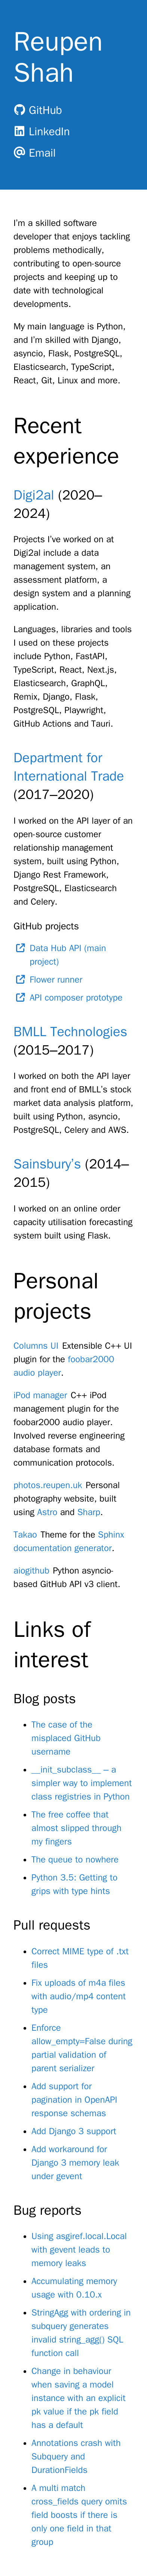 Reupen
Shah
GitHub
LinkedIn
Email
I'm a skilled software
developer that enjoys tackling
problems methodically,
contributing to open-source
projects and keeping up to
date with technological
developments.
My main language is Python,
and I'm skilled with Django,
asyncio, Flask, PostgreSQL,
Elasticsearch, TypeScript,
React, Git, Linux and more.
Recent
experience
Digi2al (2020–
2024)
Projects I've worked on at
Digi2al include a data
management system, an
assessment platform, a
design system and a planning
application.
Languages, libraries and tools
I used on these projects
include Python, FastAPI,
TypeScript, React, Next.js,
Elasticsearch, GraphQL,
Remix, Django, Flask,
PostgreSQL, Playwright,
GitHub Actions and Tauri.
Department for
International Trade
(2017–2020)
I worked on the API layer of an
open-source customer
relationship management
system, built using Python,
Django Rest Framework,
PostgreSQL, Elasticsearch
and Celery.
GitHub projects
Data Hub API (main
project)
Flower runner
API composer prototype
BMLL Technologies
(2015–2017)
I worked on both the API layer
and front end of BMLL's stock
market data analysis platform,
built using Python, asyncio,
PostgreSQL, Celery and AWS.
Sainsbury's (2014–
2015)
I worked on an online order
capacity utilisation forecasting
system built using Flask.
Personal
projects
Columns UI Extensible C++ UI
plugin for the foobar2000
audio player.
iPod manager C++ iPod
management plugin for the
foobar2000 audio player.
Involved reverse engineering
database formats and
communication protocols.
photos.reupen.uk Personal
photography website, built
using Astro and Sharp.
Takao Theme for the Sphinx
documentation generator.
aiogithub Python asyncio-
based GitHub API v3 client.
Links of
interest
Blog posts
The case of the
misplaced GitHub
username
__init_subclass__ – a
simpler way to implement
class registries in Python
The free coffee that
almost slipped through
my fingers
The queue to nowhere
Python 3.5: Getting to
grips with type hints
Pull requests
Correct MIME type of .txt
files
Fix uploads of m4a files
with audio/mp4 content
type
Enforce
allow_empty=False during
partial validation of
parent serializer
Add support for
pagination in OpenAPI
response schemas
Add Django 3 support
Add workaround for
Django 3 memory leak
under gevent
Bug reports
Using asgiref.local.Local
with gevent leads to
memory leaks
Accumulating memory
usage with 0.10.x
StringAgg with ordering in
subquery generates
invalid string_agg() SQL
function call
Change in behaviour
when saving a model
instance with an explicit
pk value if the pk field
has a default
Annotations crash with
Subquery and
DurationFields
A multi match
cross_fields query omits
field boosts if there is
only one field in that
group